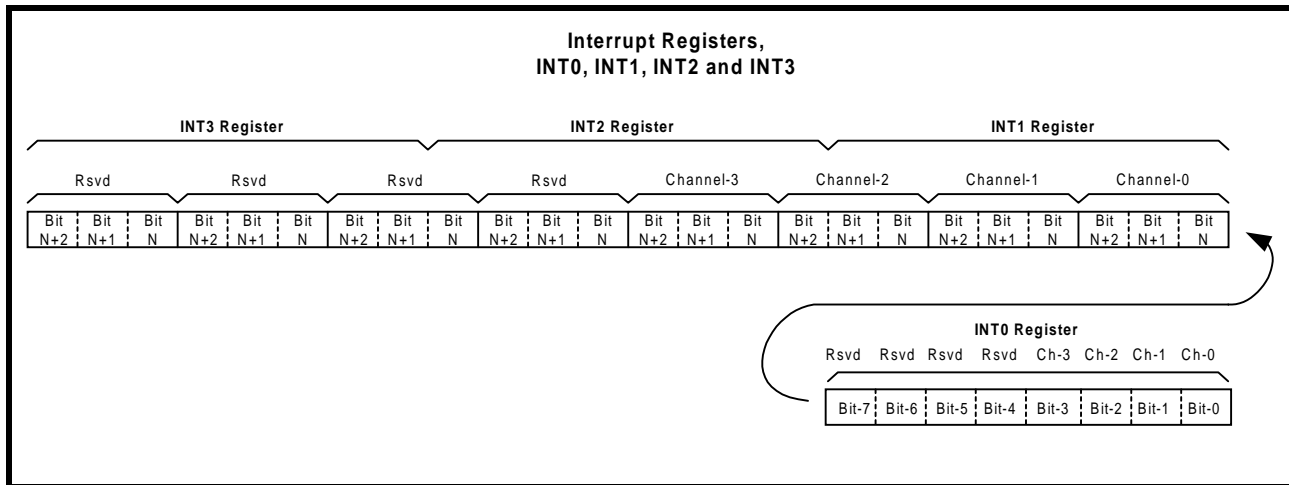 Interrupt Registers,
INT0, INT1, INT2 and INT3
INT3 Register INT2 Register INT1 Register
Rsvd Rsvd Rsvd Rsvd Channel-3 Channel-2 Channel-1 Channel-0
Bit Bit Bit Bit Bit Bit Bit Bit Bit Bit Bit Bit Bit Bit Bit Bit Bit Bit Bit Bit Bit Bit Bit Bit
N+2 N+1 N N+2 N+1 N N+2 N+1 N N+2 N+1 N N+2 N+1 N N+2 N+1 N N+2 N+1 N N+2 N+1 N
INT0 Register
Rsvd Rsvd Rsvd Rsvd Ch-3 Ch-2 Ch-1 Ch-0
Bit-7 Bit-6 Bit-5 Bit-4 Bit-3 Bit-2 Bit-1 Bit-0